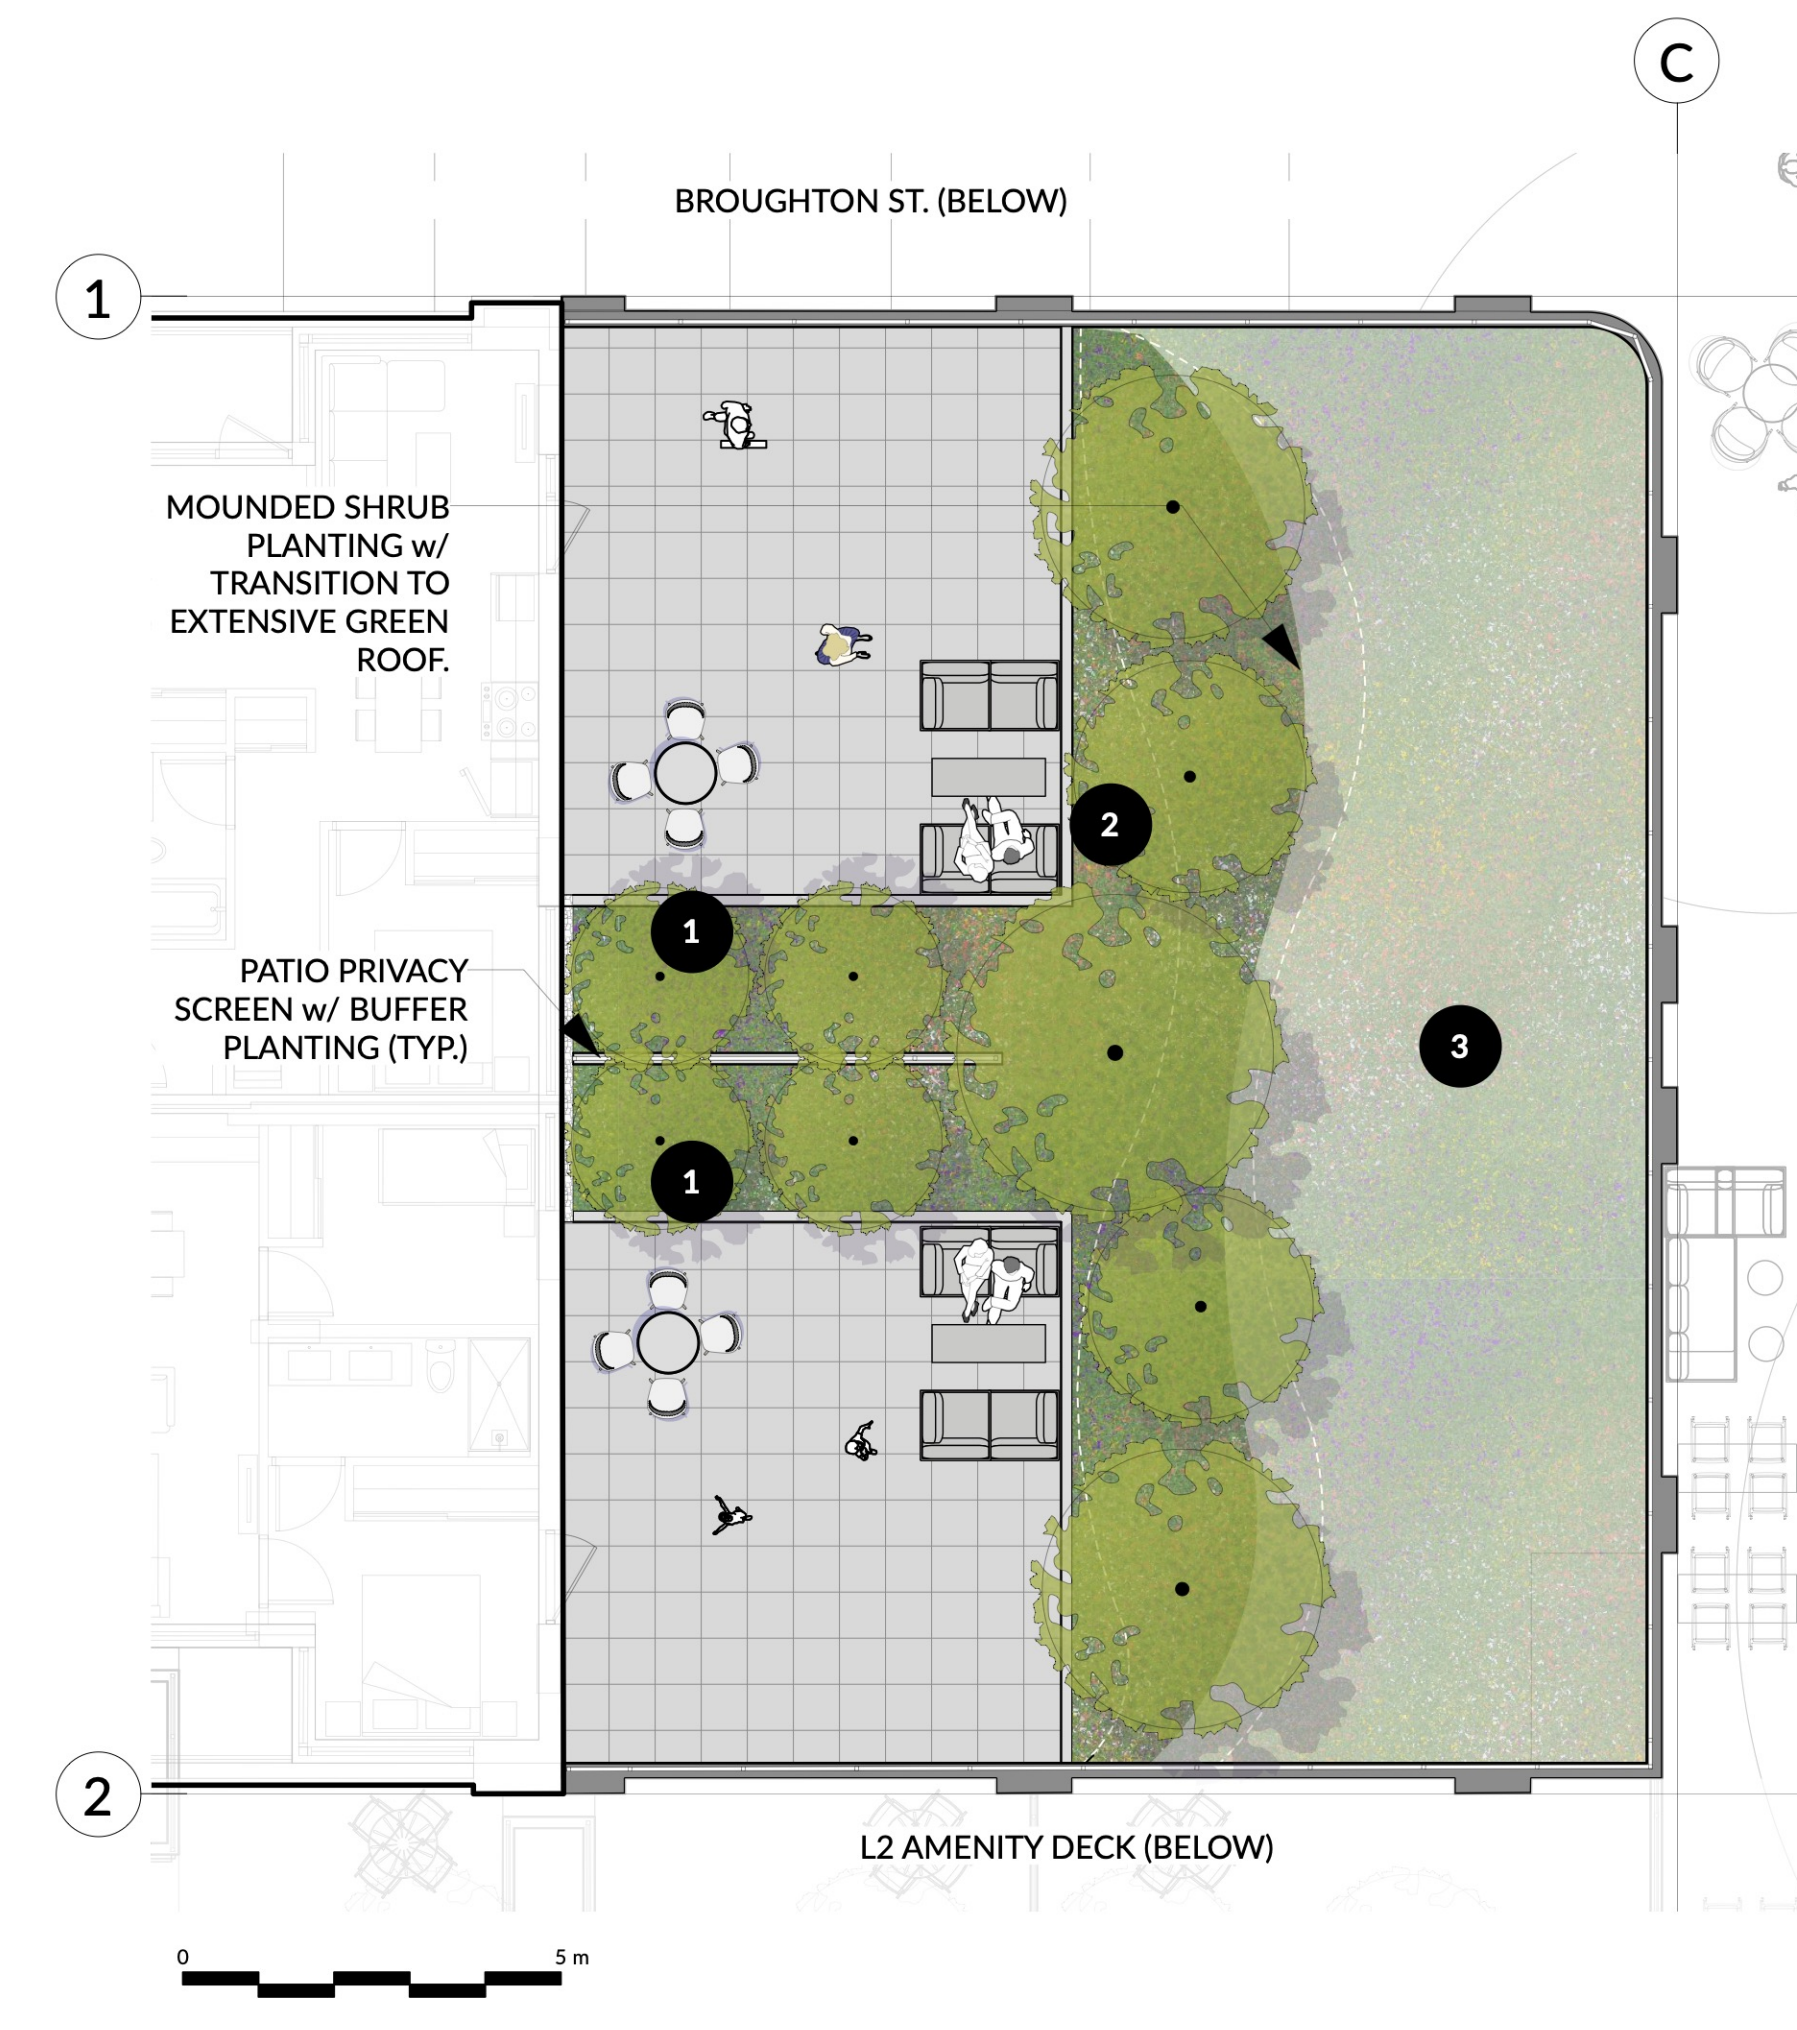 C
BROUGHTON ST. (BELOW)
1
MOUNDED SHRUB
PLANTING w/
TRANSITION TO
EXTENSIVE GREEN
ROOF.
2
1
PATIO PRIVACY
SCREEN w/ BUFFER
PLANTING (TYP.)
3
1
2
L2 AMENITY DECK (BELOW)
0 5 m